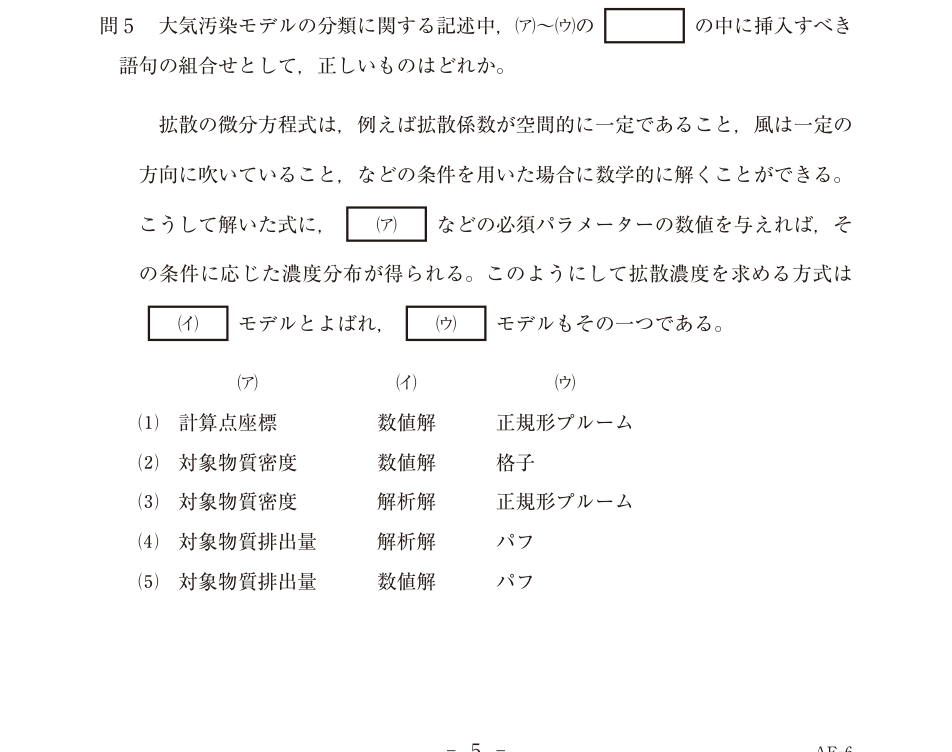 問5 大気汚染モデルの分類に関する記述中，㋐～㋒の　　　の中に挿入すべき
語句の組合せとして，正しいものはどれか。
拡散の微分方程式は，例えば拡散係数が空間的に一定であること，風は一定の
方向に吹いていること，などの条件を用いた場合に数学的に解くことができる。
こうして解いた式に， (ア) などの必須パラメーターの数値を与えれば，そ
の条件に応じた濃度分布が得られる。このようにして拡散濃度を求める方式は
(イ) モデルとよばれ， (ウ) モデルもその一つである。
(ア) (イ) (ウ)
(1) 計算点座標 数値解 正規形プルーム
(2) 対象物質密度 数値解 格子
(3) 対象物質密度 解析解 正規形プルーム
(4) 対象物質排出量 解析解 パフ
(5) 対象物質排出量 数値解 パフ
－ 5 －